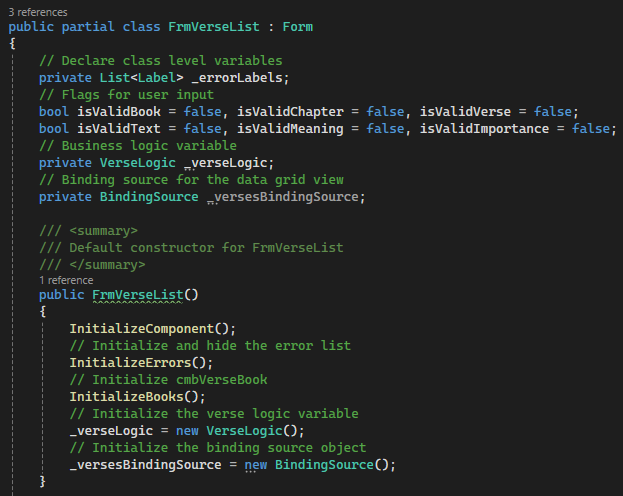 3 references
public partial class FrmVerseList : Form
{
// Declare class level variables
private List<Label> _errorLabels;
// Flags for user input
bool isValidBook = false, isValidChapter = false, isValidVerse = false;
bool isValidText = false, isValidMeaning = false, isValidImportance = false;
// Business logic variable
private VerseLogic _verseLogic;
// Binding source for the data grid view
private BindingSource _versesBindingSource;
/// <summary>
/// Default constructor for FrmVerseList
/// </summary>
1 reference
public FrmVerseList()
{
InitializeComponent();
// Initialize and hide the error list
InitializeErrors();
// Initialize cmbVerseBook
InitializeBooks();
// Initialize the verse logic variable
_verseLogic = new VerseLogic();
// Initialize the binding source object
_versesBindingSource = new BindingSource();
}